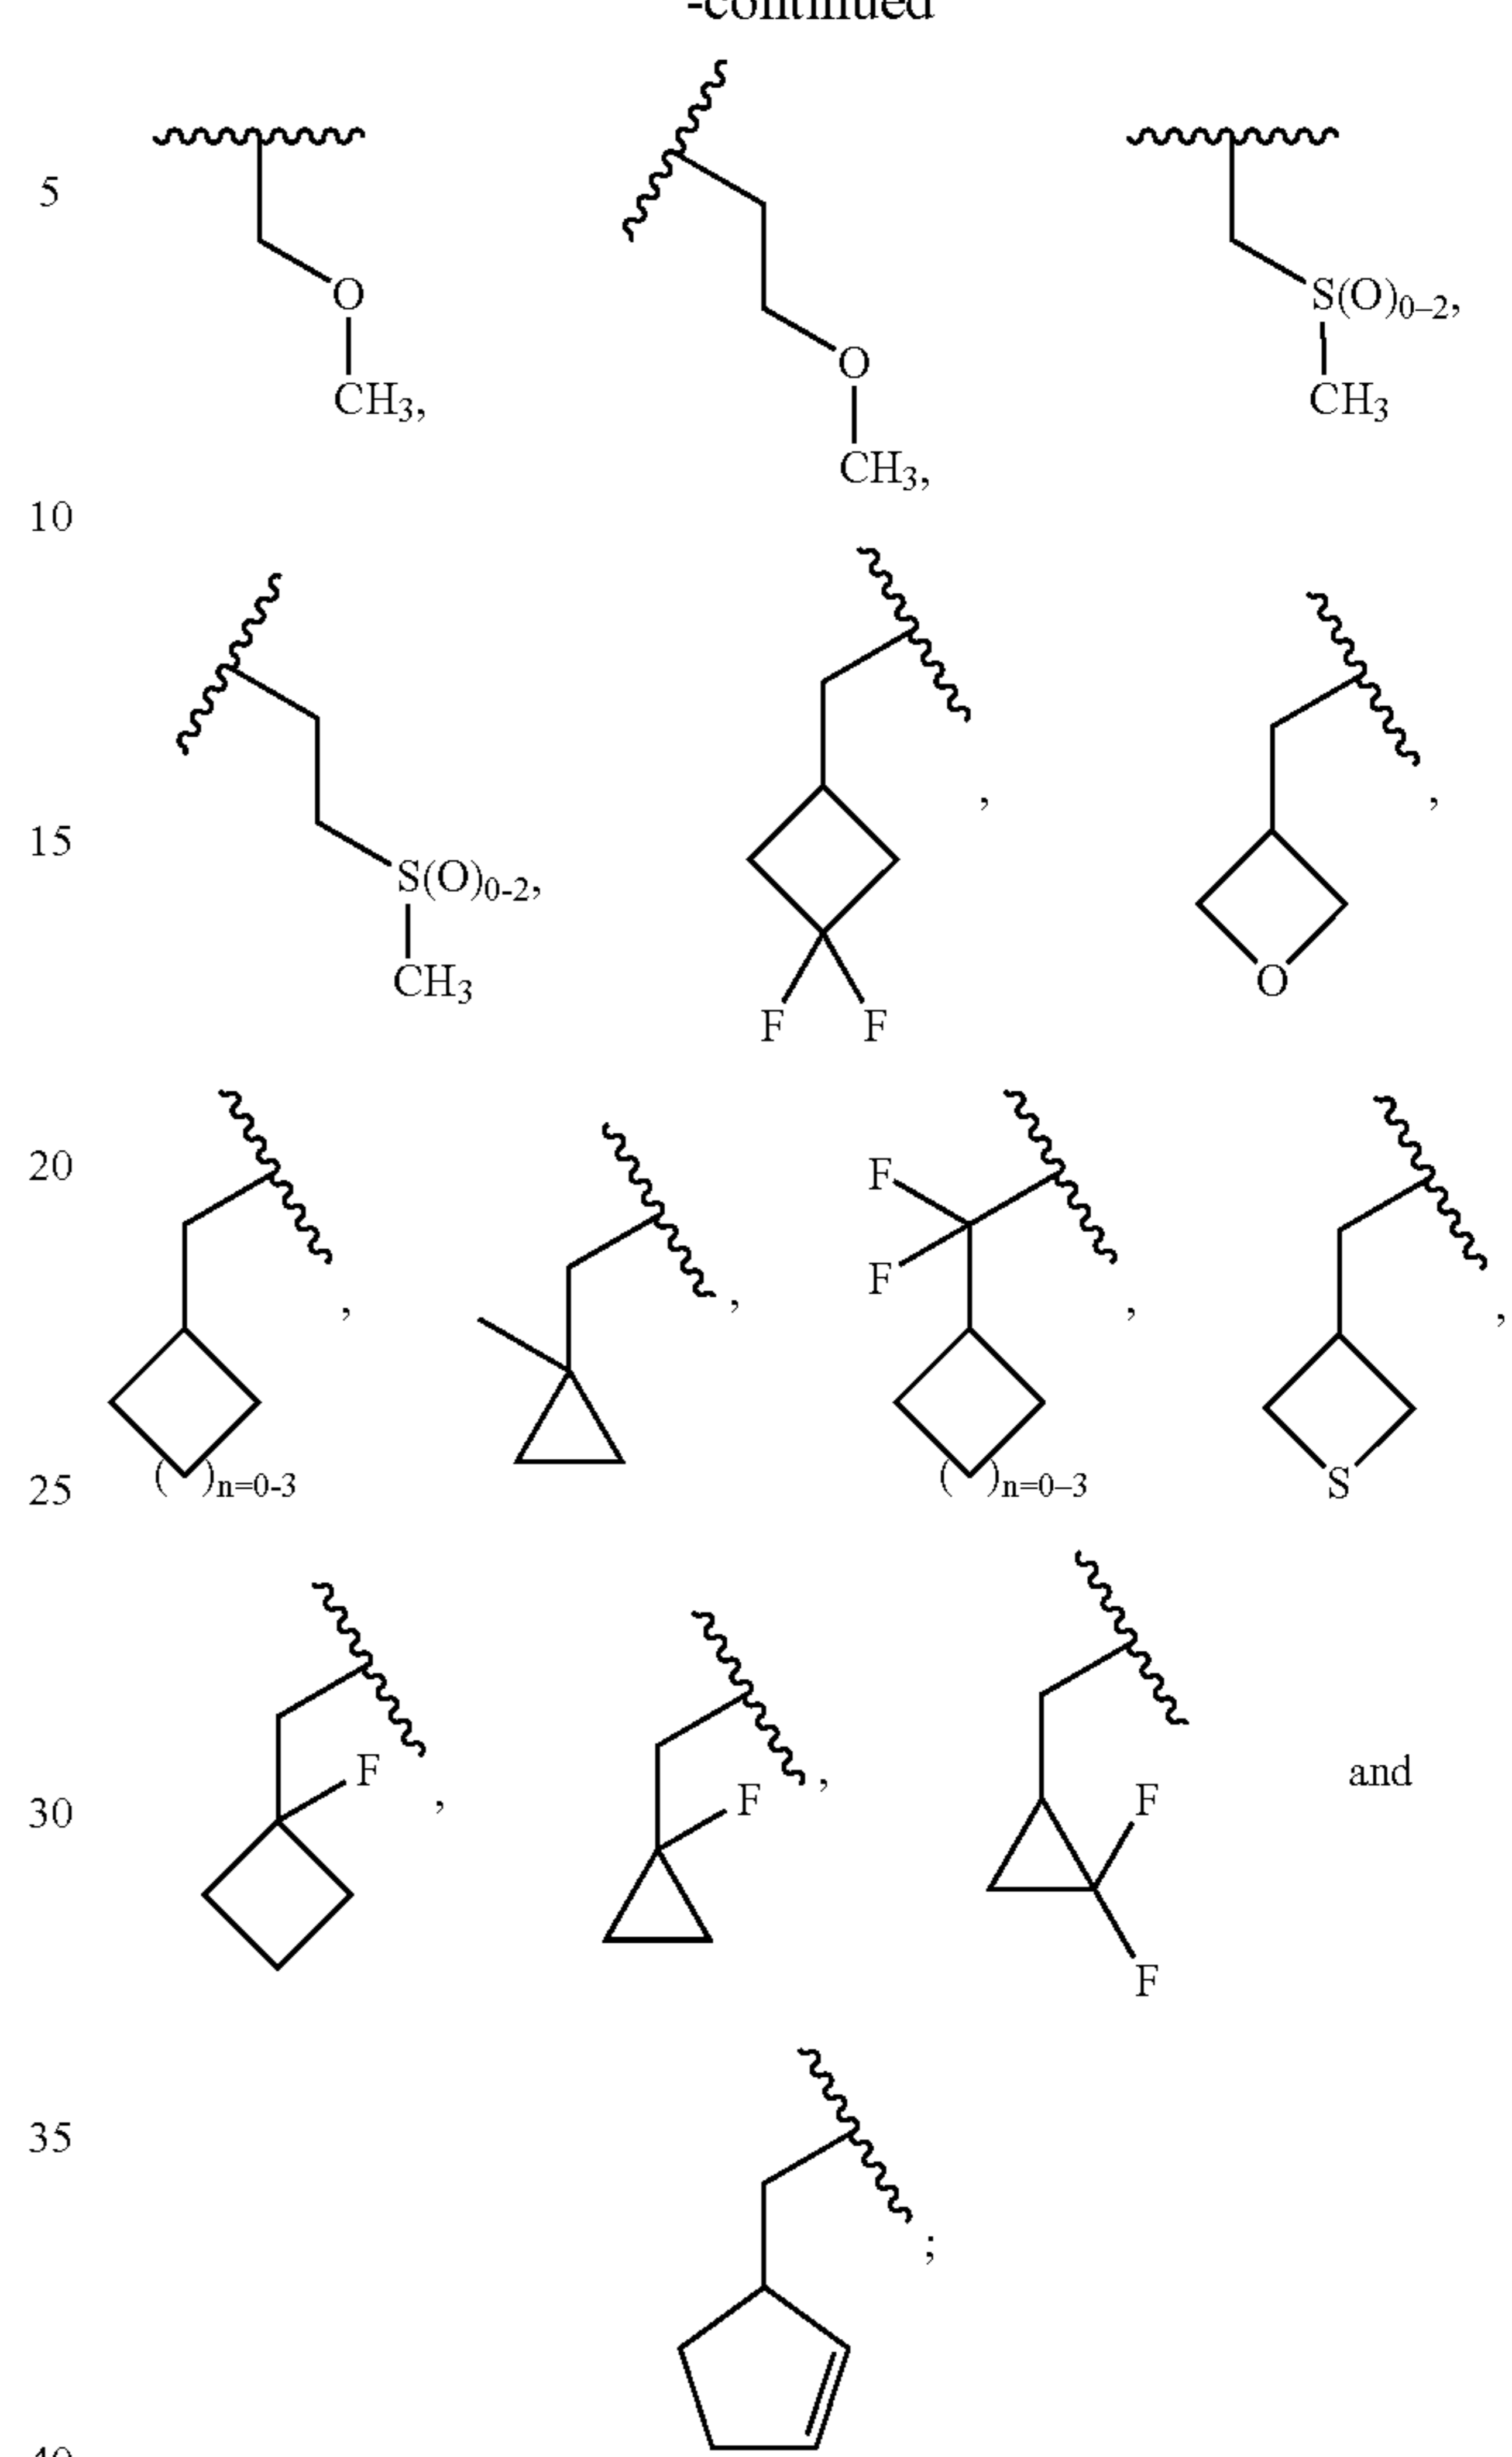 -continued
5
O
CH₃,
O
CH₃,
S(O)₀₋₂,
CH₃
10
S(O)₀₋₂,
CH₃
,
F F
,
O
15
20
,
( )n=0-3
,
F
F
,
( )n=0–3
,
S
25
F
,
F
,
F
F
and
30
35
;
40